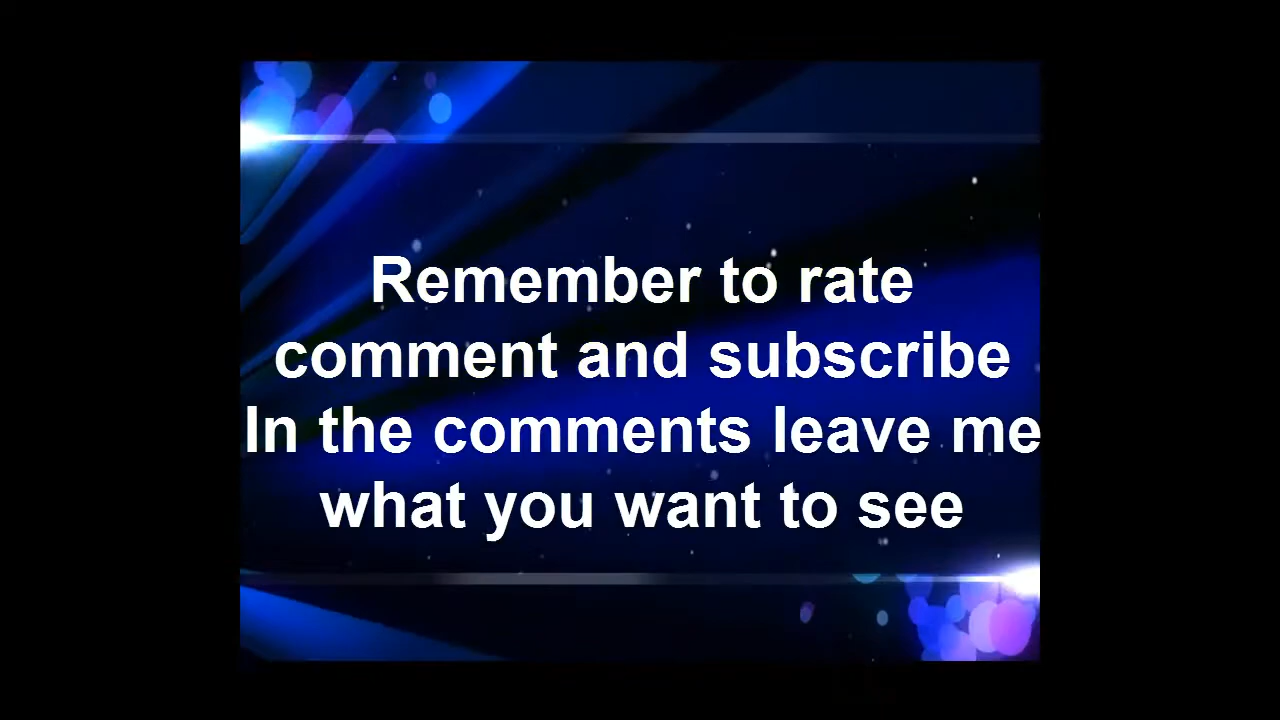 Remember to rate
comment and subscribe
In the comments leave me
what you want to see